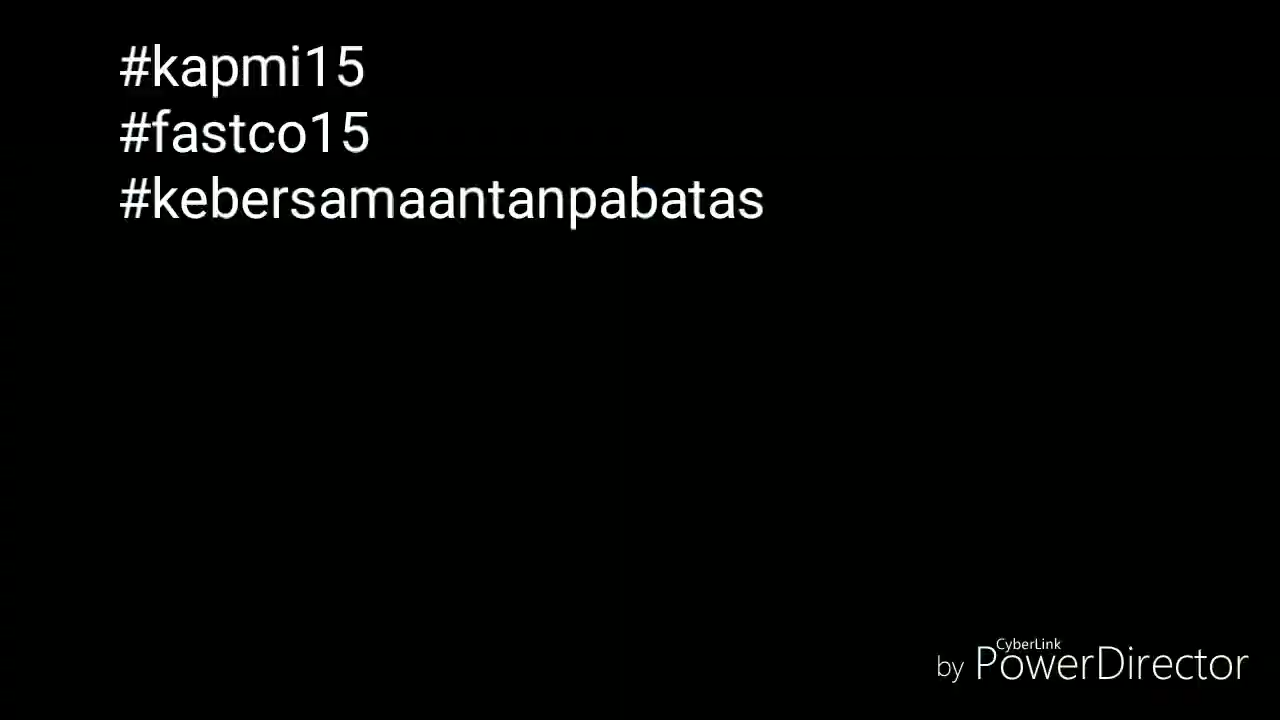 #kapmi15
#fastco15
#kebersamaantanpabatas
CyberLink
by PowerDirector